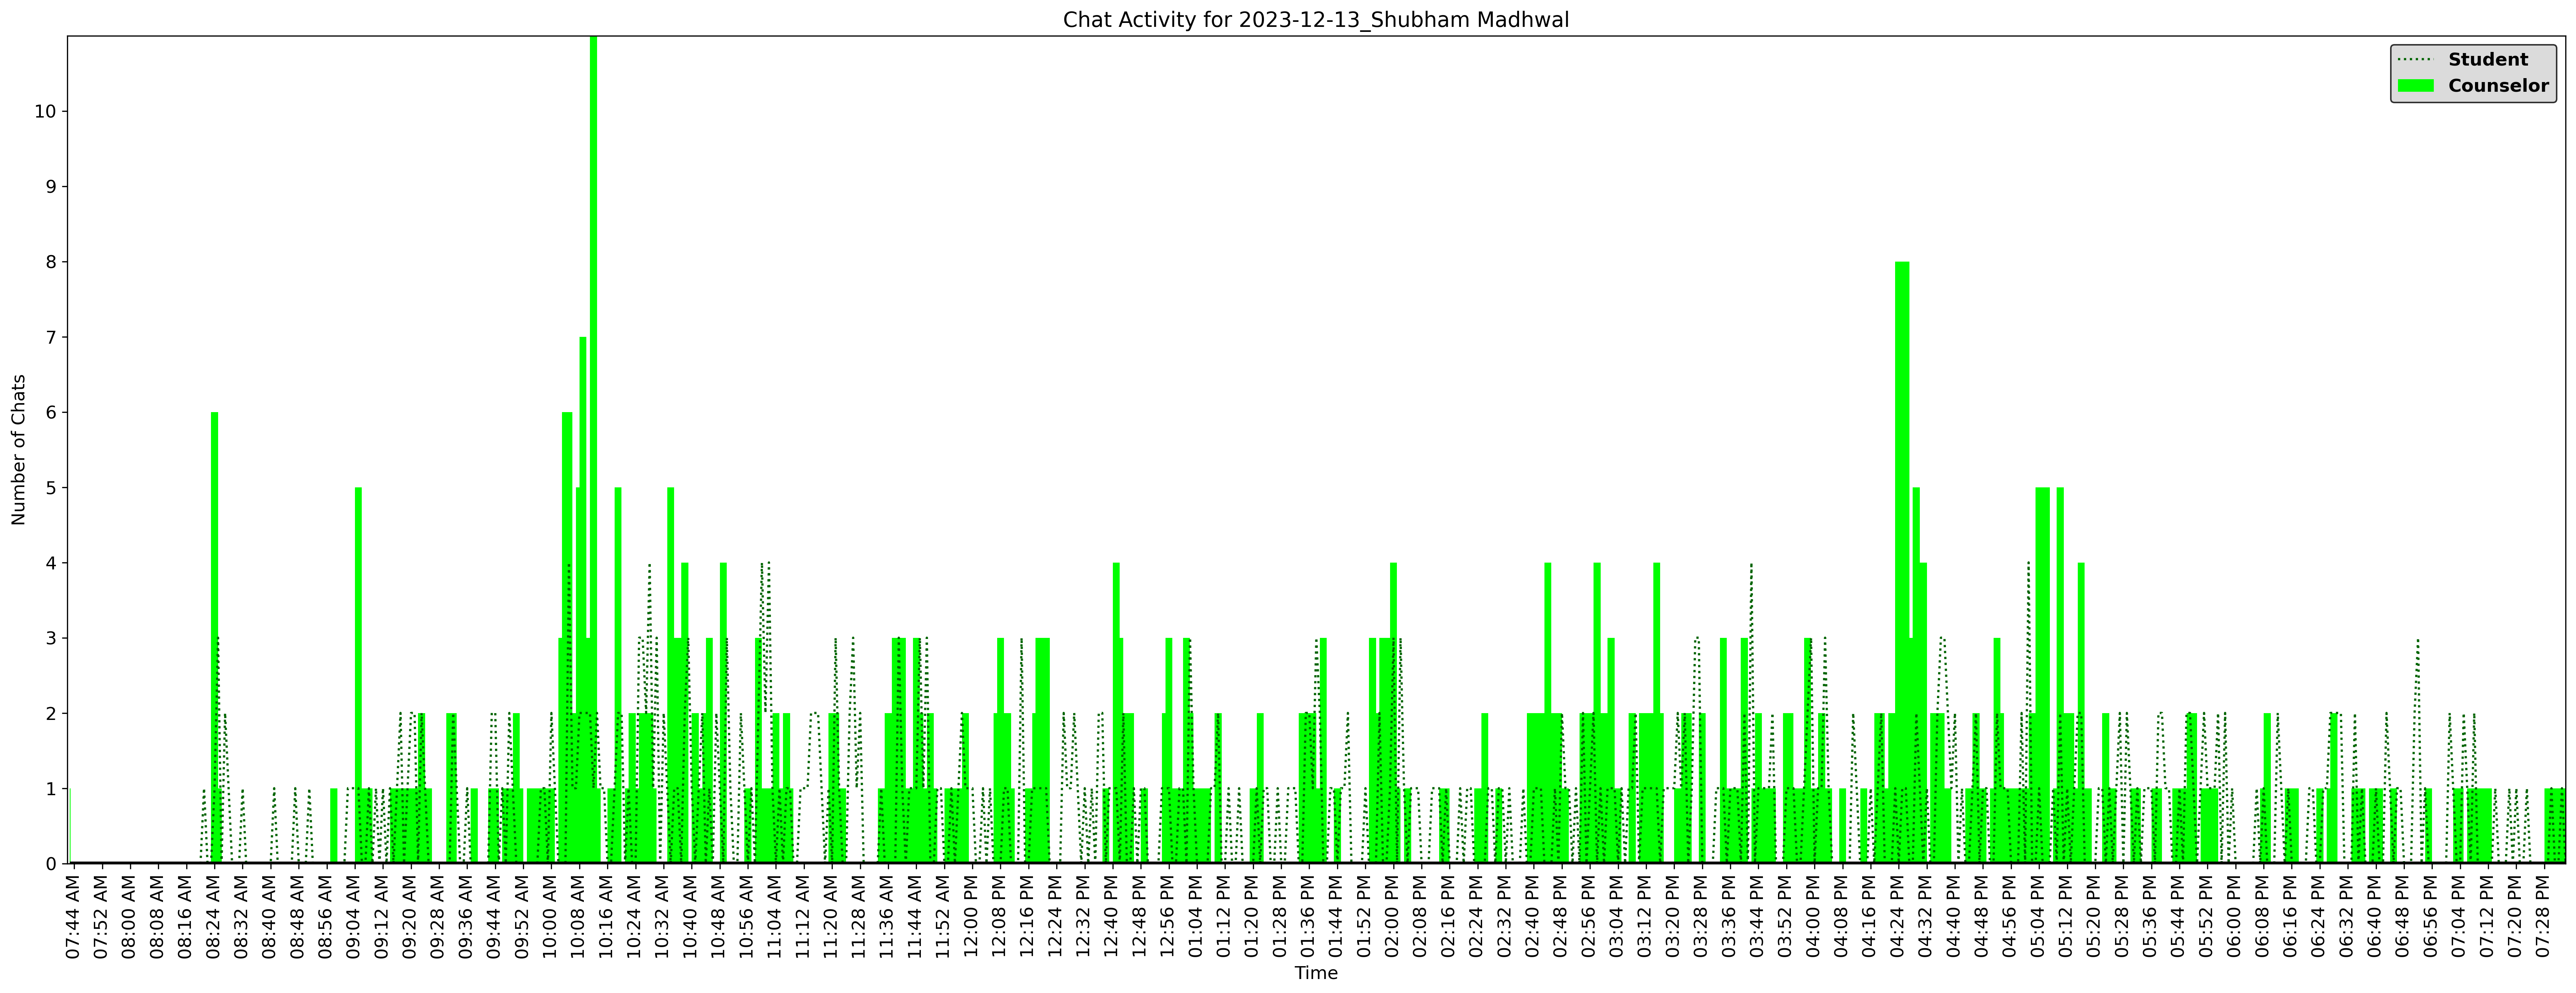 Chat Activity for 2023-12-13_Shubham Madhwal
Student
Counselor
Number of Chats
10
9
8
7
6
5
4
3
2
1
0
07:44 AM
07:52 AM
08:00 AM
08:08 AM
08:16 AM
08:24 AM
08:32 AM
08:40 AM
08:48 AM
08:56 AM
09:04 AM
09:12 AM
09:20 AM
09:28 AM
09:36 AM
09:44 AM
09:52 AM
10:00 AM
10:08 AM
10:16 AM
10:24 AM
10:32 AM
10:40 AM
10:48 AM
10:56 AM
11:04 AM
11:12 AM
11:20 AM
11:28 AM
11:36 AM
11:44 AM
11:52 AM
12:00 PM
12:08 PM
12:16 PM
12:24 PM
12:32 PM
12:40 PM
12:48 PM
12:56 PM
01:04 PM
01:12 PM
01:20 PM
01:28 PM
01:36 PM
01:44 PM
01:52 PM
02:00 PM
02:08 PM
02:16 PM
02:24 PM
02:32 PM
02:40 PM
02:48 PM
02:56 PM
03:04 PM
03:12 PM
03:20 PM
03:28 PM
03:36 PM
03:44 PM
03:52 PM
04:00 PM
04:08 PM
04:16 PM
04:24 PM
04:32 PM
04:40 PM
04:48 PM
04:56 PM
05:04 PM
05:12 PM
05:20 PM
05:28 PM
05:36 PM
05:44 PM
05:52 PM
06:00 PM
06:08 PM
06:16 PM
06:24 PM
06:32 PM
06:40 PM
06:48 PM
06:56 PM
07:04 PM
07:12 PM
07:20 PM
07:28 PM
Time